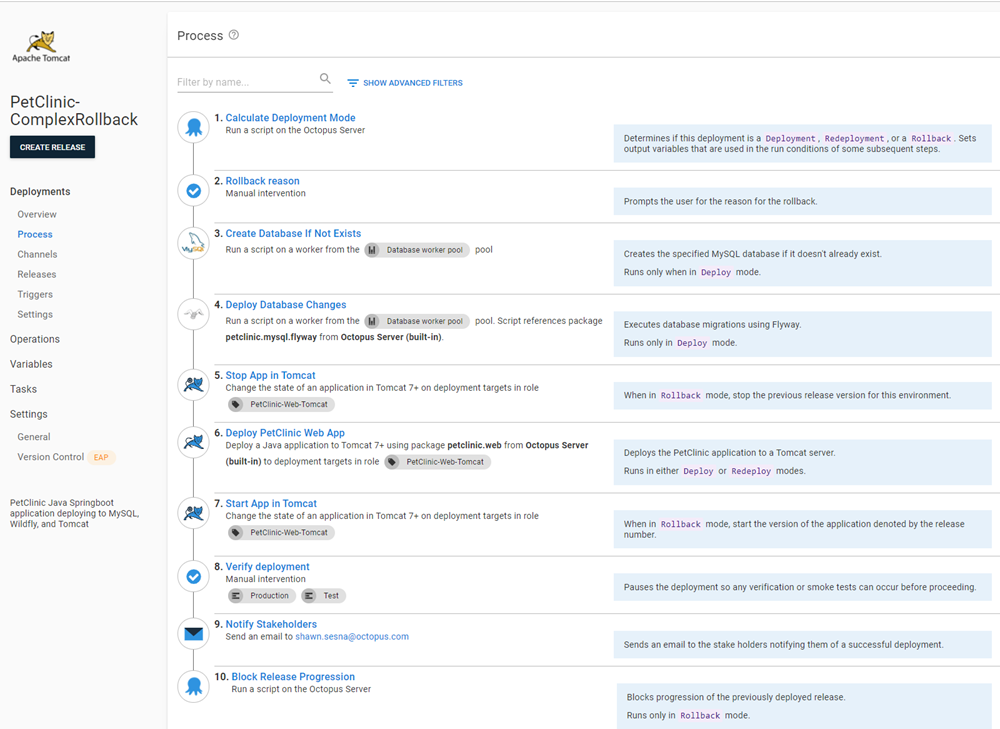 Apache Tomcat
PetClinic-
ComplexRollback
CREATE RELEASE
Deployments
Overview
Process
Channels
Releases
Triggers
Settings
Operations
Variables
Tasks
Settings
General
Version Control EAP
PetClinic Java Springboot
application deploying to MySQL,
Wildfly, and Tomcat
Process ?
Filter by name...
SHOW ADVANCED FILTERS
1. Calculate Deployment Mode
Run a script on the Octopus Server
Determines if this deployment is a Deployment, Redeployment, or a Rollback. Sets
output variables that are used in the run conditions of some subsequent steps.
2. Rollback reason
Manual intervention
Prompts the user for the reason for the rollback.
3. Create Database If Not Exists
Run a script on a worker from the Database worker pool pool
Creates the specified MySQL database if it doesn't already exist.
Runs only when in Deploy mode.
4. Deploy Database Changes
Run a script on a worker from the Database worker pool pool. Script references package
petclinic.mysql.flyway from Octopus Server (built-in).
Executes database migrations using Flyway.
Runs only in Deploy mode.
5. Stop App in Tomcat
Change the state of an application in Tomcat 7+ on deployment targets in role
PetClinic-Web-Tomcat
When in Rollback mode, stop the previous release version for this environment.
6. Deploy PetClinic Web App
Deploy a Java application to Tomcat 7+ using package petclinic.web from Octopus Server
(built-in) to deployment targets in role PetClinic-Web-Tomcat
Deploys the PetClinic application to a Tomcat server.
Runs in either Deploy or Redeploy modes.
7. Start App in Tomcat
Change the state of an application in Tomcat 7+ on deployment targets in role
PetClinic-Web-Tomcat
When in Rollback mode, start the version of the application denoted by the release
number.
8. Verify deployment
Manual intervention
Production Test
Pauses the deployment so any verification or smoke tests can occur before proceeding.
9. Notify Stakeholders
Send an email to shawn.sesna@octopus.com
Sends an email to the stake holders notifying them of a successful deployment.
10. Block Release Progression
Run a script on the Octopus Server
Blocks progression of the previously deployed release.
Runs only in Rollback mode.